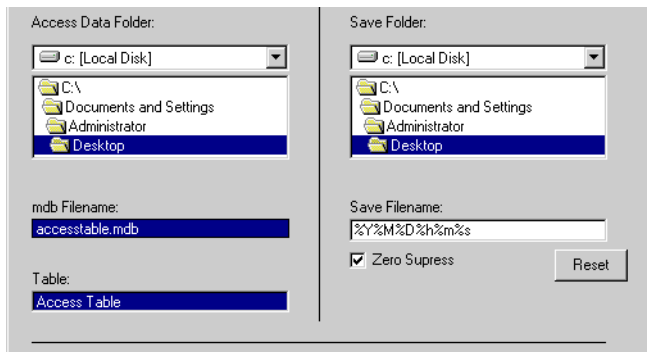 Access Data Folder:
c: [Local Disk]
C:\
Documents and Settings
Administrator
Desktop
mdb Filename:
accesstable.mdb
Table:
Access Table
Save Folder:
c: [Local Disk]
C:\
Documents and Settings
Administrator
Desktop
Save Filename:
%Y%M%D%h%m%s
Zero Supress
Reset